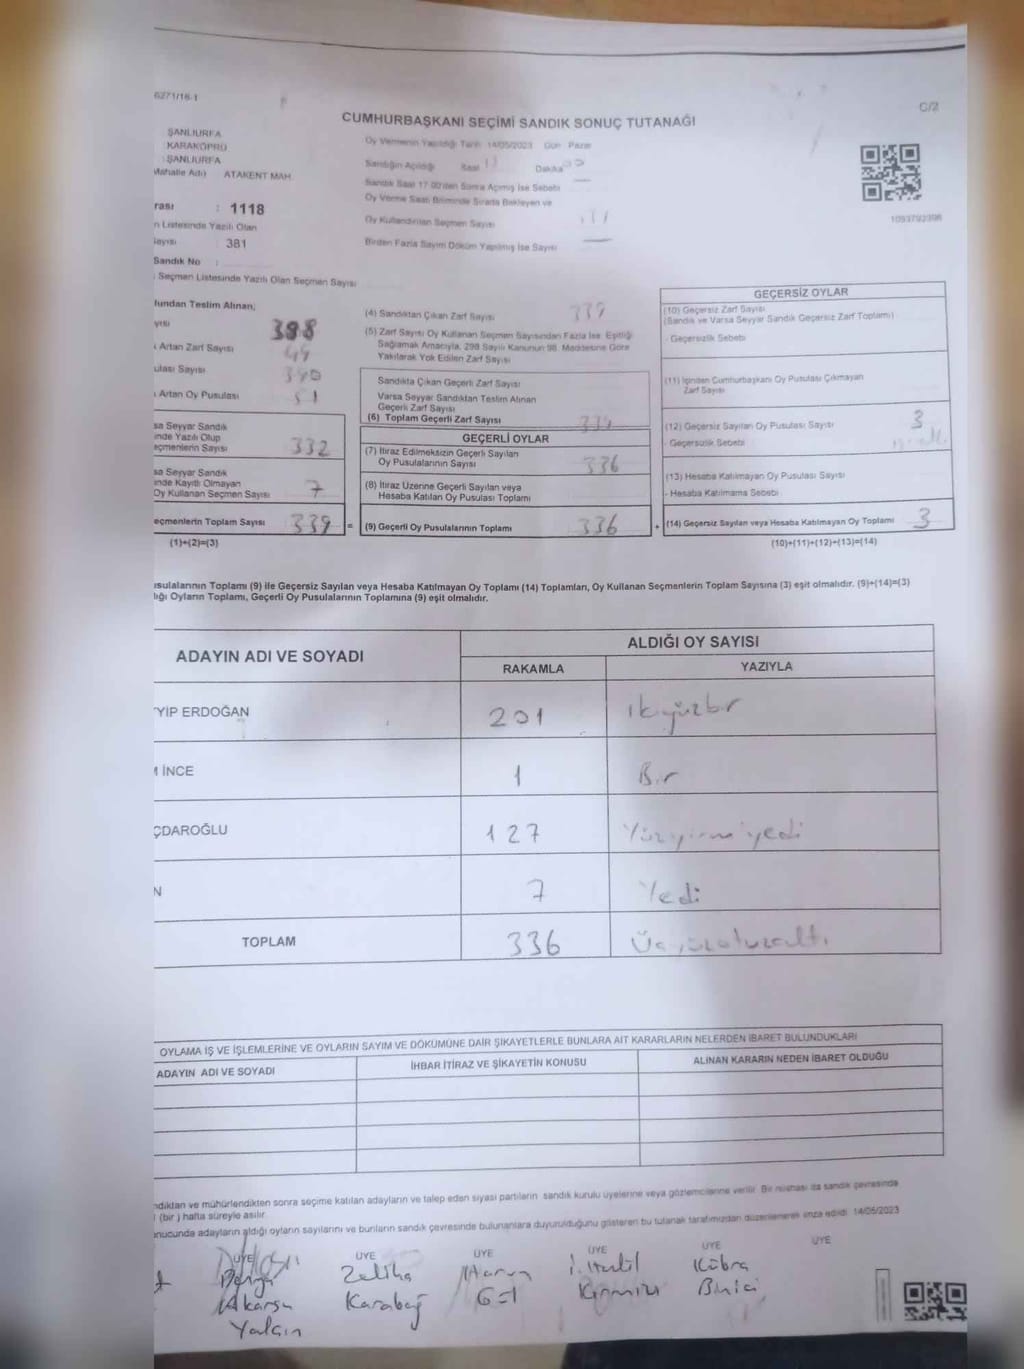 6271/18-1
C/2
CUMHURBAŞKANI SEÇİMİ SANDIK SONUÇ TUTANAĞI
ŞANLIURFA
KARAKÖPRÜ
ŞANLIURFA
Mahalle Adı ATAKENT MAH.
rası : 1118
n Listesinde Yazılı Olan
ayısı : 381
Sandık No :
Seçmen Listesinde Yazılı Olan Seçmen Sayısı
Oy Vermenin Yapıldığı Tarih 14/05/2023 Gün Pazar
Sandığın Açıldığı Saat 17 Dakika
Sandık Saat 17:00'den Sonra Açılmış İse Sebebi
Oy Verme Saati Bitiminde Sırada Bekleyen ve
Oy Kullandırılan Seçmen Sayısı
Birden Fazla Sayım Döküm Yapılmış İse Sayısı
1093793396
fundan Teslim Alınan;
yısı 398
Artan Zarf Sayısı 49
ulası Sayısı 390
Artan Oy Pusulası 51
sa Seyyar Sandık
inde Yazılı Olup
eçmenlerin Sayısı 332
sa Seyyar Sandık
inde Kayıtlı Olmayan
Oy Kullanan Seçmen Sayısı 7
eçmenlerin Toplam Sayısı 339 =
(1)+(2)=(3)
(4) Sandıktan Çıkan Zarf Sayısı 339
(5) Zarf Sayısı Oy Kullanan Seçmen Sayısından Fazla İse, Eşitliği
Sağlamak Amacıyla, 298 Sayılı Kanunun 98. Maddesine Göre
Yakılarak Yok Edilen Zarf Sayısı
Sandıkta Çıkan Geçerli Zarf Sayısı
Varsa Seyyar Sandıktan Teslim Alınan
Geçerli Zarf Sayısı
(6) Toplam Geçerli Zarf Sayısı 339
GEÇERLİ OYLAR
(7) İtiraz Edilmeksizin Geçerli Sayılan
Oy Pusulalarının Sayısı 336
(8) İtiraz Üzerine Geçerli Sayılan veya
Hesaba Katılan Oy Pusulası Toplamı
(9) Geçerli Oy Pusulalarının Toplamı 336 +
GEÇERSİZ OYLAR
(10) Geçersiz Zarf Sayısı
(Sandık ve Varsa Seyyar Sandık Geçersiz Zarf Toplamı)
- Geçersizlik Sebebi
(11) İçinden Cumhurbaşkanı Oy Pusulası Çıkmayan
Zarf Sayısı
(12) Geçersiz Sayılan Oy Pusulası Sayısı 3
- Geçersizlik Sebebi
(13) Hesaba Katılmayan Oy Pusulası Sayısı
- Hesaba Katılmama Sebebi
(14) Geçersiz Sayılan veya Hesaba Katılmayan Oy Toplamı 3
(10)+(11)+(12)+(13)=(14)
usulalarının Toplamı (9) ile Geçersiz Sayılan veya Hesaba Katılmayan Oy Toplamı (14) Toplamları, Oy Kullanan Seçmenlerin Toplam Sayısına (3) eşit olmalıdır. (9)+(14)=(3)
ığı Oyların Toplamı, Geçerli Oy Pusulalarının Toplamına (9) eşit olmalıdır.
ADAYIN ADI VE SOYADI
ALDIĞI OY SAYISI
RAKAMLA YAZIYLA
YİP ERDOĞAN 201 ikiyüzbir
M İNCE 1 Bir
ÇDAROĞLU 127 Yüzyirmiyedi
N 7 Yedi
TOPLAM 336 Üçyüzotuzaltı
OYLAMA İŞ VE İŞLEMLERİNE VE OYLARIN SAYIM VE DÖKÜMÜNE DAİR ŞİKAYETLERLE BUNLARA AİT KARARLARIN NELERDEN İBARET BULUNDUKLARI
ADAYIN ADI VE SOYADI İHBAR İTİRAZ VE ŞİKAYETİN KONUSU ALINAN KARARIN NEDEN İBARET OLDUĞU
ndıktan ve mühürlendikten sonra seçime katılan adayların ve talep eden siyasi partilerin sandık kurulu üyelerine veya gözlemcilerine verilir. Bir nüshası da sandık çevresinde
(bir ) hafta süreyle asılır.
nucunda adayların aldığı oyların sayılarını ve bunların sandık çevresinde bulunanlara duyurulduğunu gösteren bu tutanak tarafımızdan düzenlenerek imza edildi. 14/05/2023
ÜYE ÜYE ÜYE ÜYE ÜYE ÜYE
Zeliha Harun Kübra
Akarsu Karabağ Gül Kırmızı Binici
Yalçın